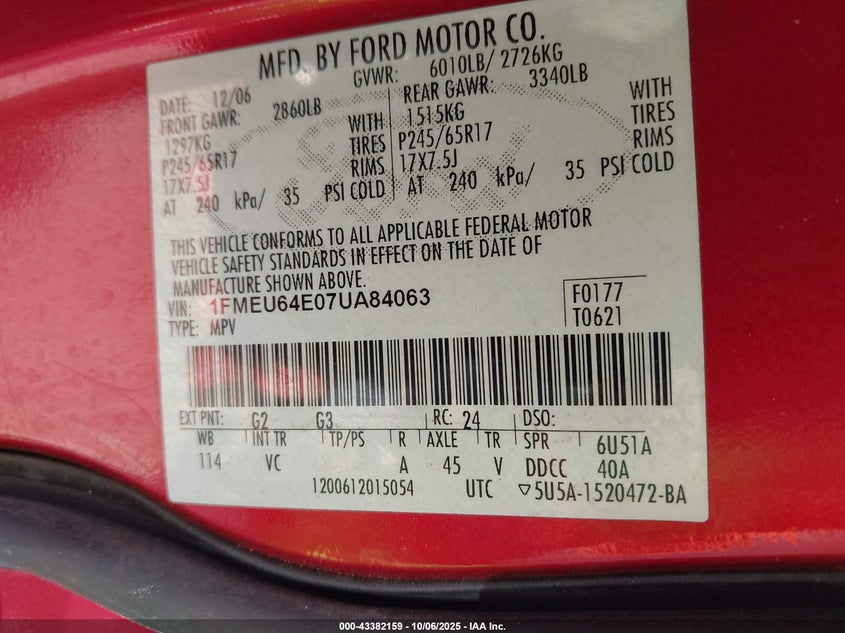 MFD. BY FORD MOTOR CO.
DATE: 12/06 GVWR: 6010LB/ 2726KG
FRONT GAWR: 2860LB REAR GAWR: 3340LB
1297KG WITH 1515KG WITH
P245/65R17 TIRES P245/65R17 TIRES
17X7.5J RIMS 17X7.5J RIMS
AT 240 kPa/ 35 PSI COLD AT 240 kPa/ 35 PSI COLD
THIS VEHICLE CONFORMS TO ALL APPLICABLE FEDERAL MOTOR
VEHICLE SAFETY STANDARDS IN EFFECT ON THE DATE OF
MANUFACTURE SHOWN ABOVE.
VIN: 1FMEU64E07UA84063 F0177
TYPE: MPV T0621
EXT PNT: G2 G3 RC: 24 DSO:
WB INT TR TP/PS R AXLE TR SPR 6U51A
114 VC A 45 V DDCC 40A
1200612015054 UTC ▽5U5A-1520472-BA
000-43382159 - 10/06/2025 - IAA Inc.